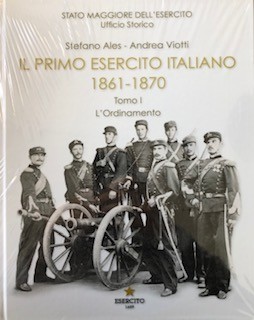 STATO MAGGIORE DELL'ESERCITO
Ufficio Storico
Stefano Ales - Andrea Viotti
IL PRIMO ESERCITO ITALIANO
1861-1870
Tomo I
L'Ordinamento
ESERCITO